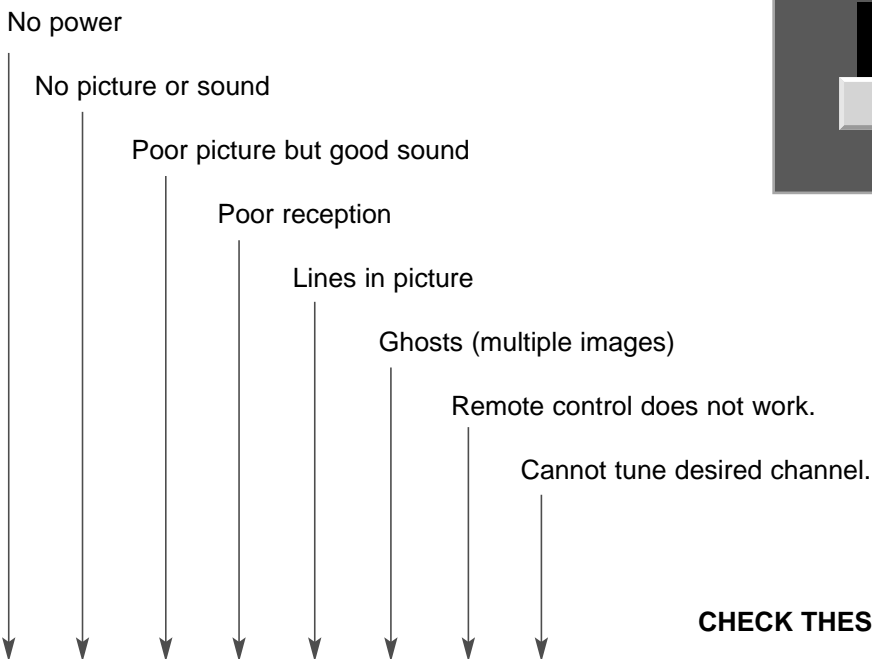 No power
No picture or sound
Poor picture but good sound
Poor reception
Lines in picture
Ghosts (multiple images)
Remote control does not work.
Cannot tune desired channel.
CHECK THES